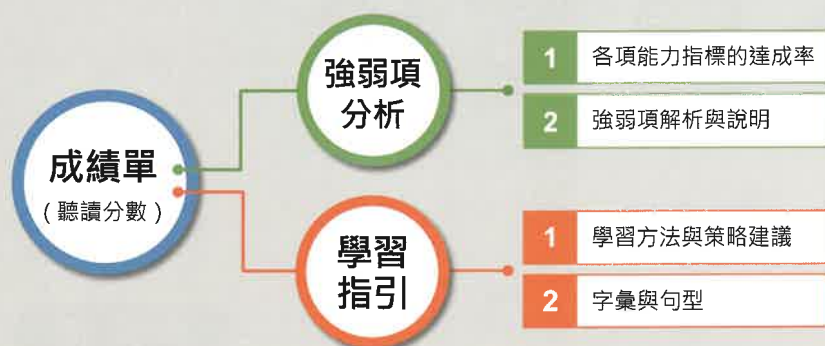 成績單
（聽讀分數）
強弱項
分析
1 各項能力指標的達成率
2 強弱項解析與說明
學習
指引
1 學習方法與策略建議
2 字彙與句型